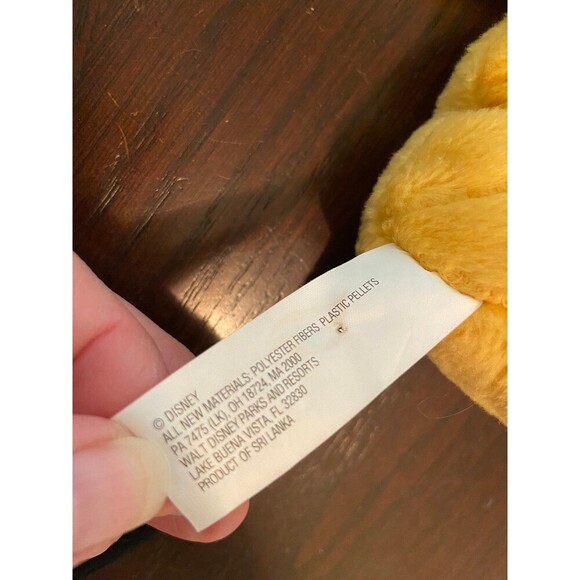 © DISNEY
ALL NEW MATERIALS: POLYESTER FIBERS PLASTIC PELLETS
PA 7475 (LK), OH 18724, MA 2000
WALT DISNEY PARKS AND RESORTS
LAKE BUENA VISTA, FL 32830
PRODUCT OF SRI LANKA